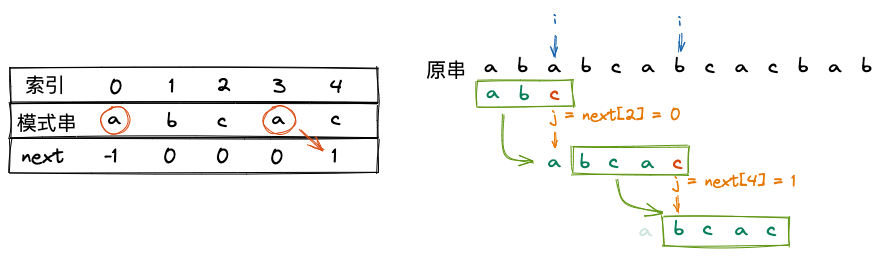 索引 0 1 2 3 4
模式串 a b c a c
next -1 0 0 0 1
i i
原串 a b a b c a b c a c b a b
a b c
j = next[2] = 0
a b c a c
j = next[4] = 1
a b c a c